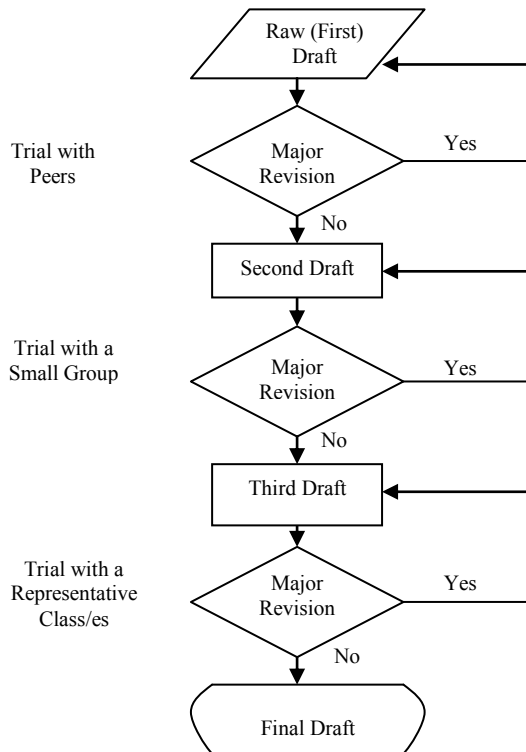 Raw (First)
Draft
Trial with
Peers
Major
Revision
Yes
No
Second Draft
Trial with a
Small Group
Major
Revision
Yes
No
Third Draft
Trial with a
Representative
Class/es
Major
Revision
Yes
No
Final Draft